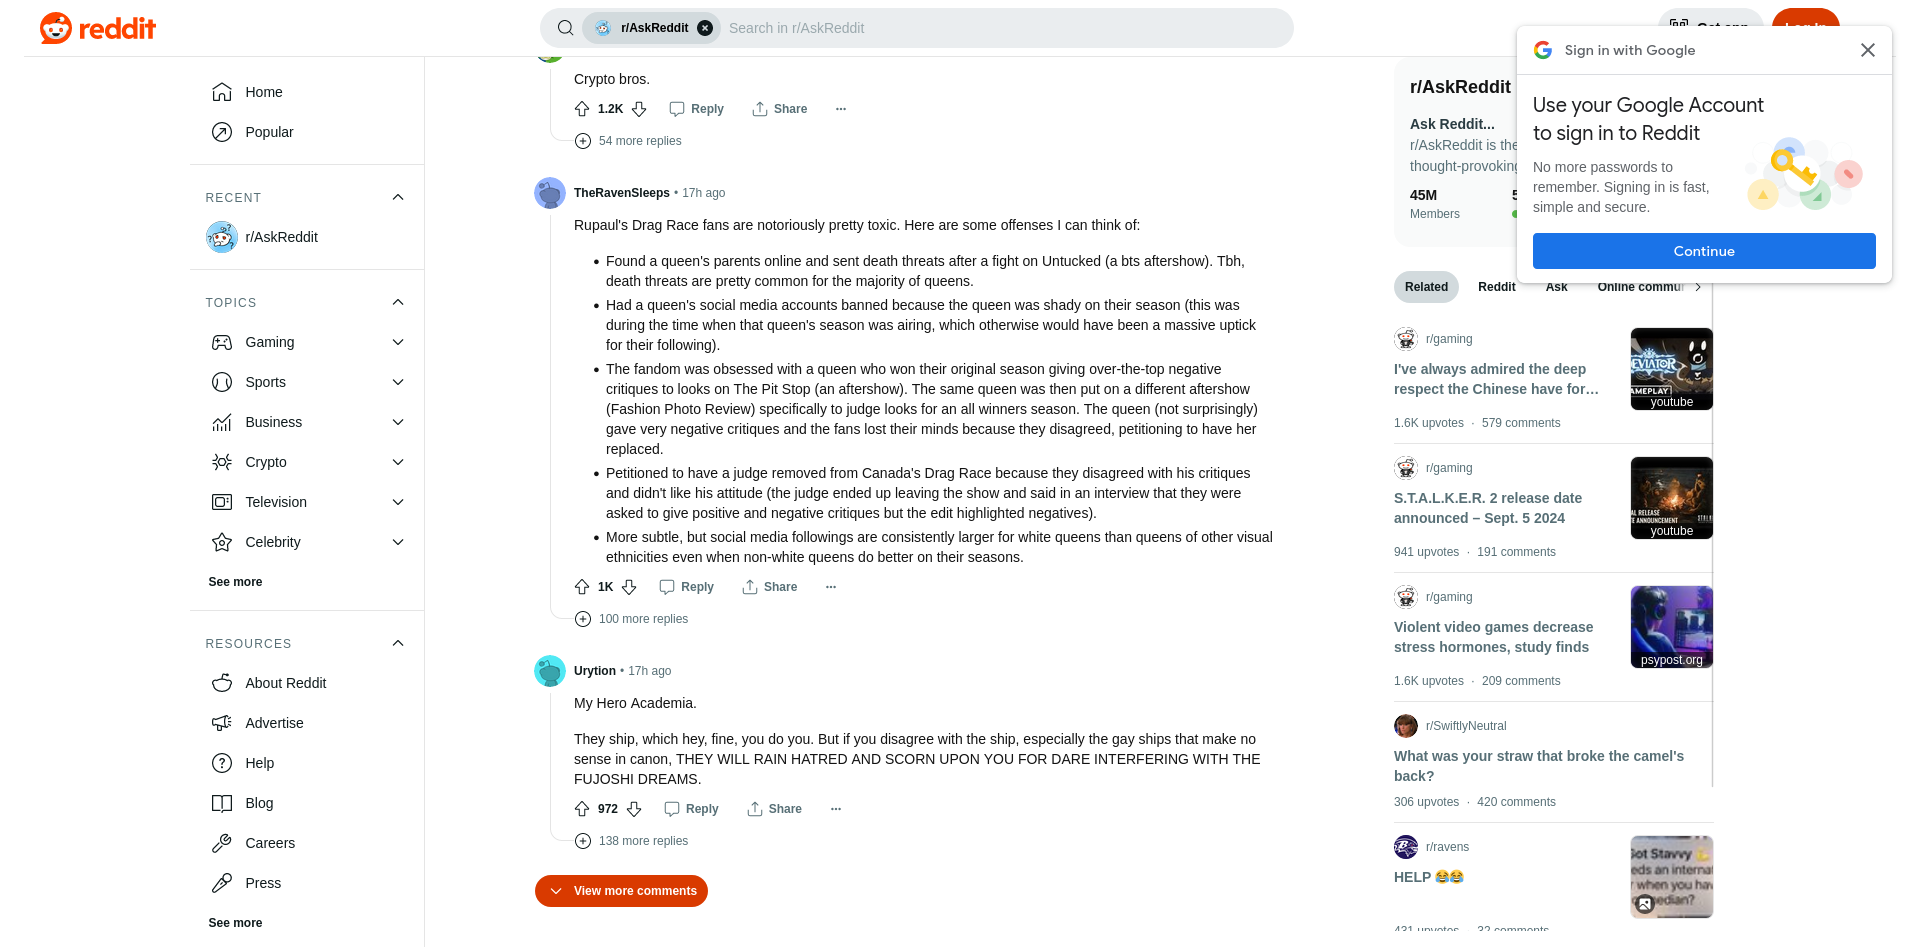 reddit
r/AskReddit
Search in r/AskReddit
Home
Popular
RECENT
r/AskReddit
TOPICS
Gaming
Sports
Business
Crypto
Television
Celebrity
See more
RESOURCES
About Reddit
Advertise
Help
Blog
Careers
Press
See more
Crypto bros.
1.2K Reply Share
54 more replies
TheRavenSleeps • 17h ago
Rupaul's Drag Race fans are notoriously pretty toxic. Here are some offenses I can think of:
• Found a queen's parents online and sent death threats after a fight on Untucked (a bts aftershow). Tbh,
death threats are pretty common for the majority of queens.
• Had a queen's social media accounts banned because the queen was shady on their season (this was
during the time when that queen's season was airing, which otherwise would have been a massive uptick
for their following).
• The fandom was obsessed with a queen who won their original season giving over-the-top negative
critiques to looks on The Pit Stop (an aftershow). The same queen was then put on a different aftershow
(Fashion Photo Review) specifically to judge looks for an all winners season. The queen (not surprisingly)
gave very negative critiques and the fans lost their minds because they disagreed, petitioning to have her
replaced.
• Petitioned to have a judge removed from Canada's Drag Race because they disagreed with his critiques
and didn't like his attitude (the judge ended up leaving the show and said in an interview that they were
asked to give positive and negative critiques but the edit highlighted negatives).
• More subtle, but social media followings are consistently larger for white queens than queens of other visual
ethnicities even when non-white queens do better on their seasons.
1K Reply Share
100 more replies
Urytion • 17h ago
My Hero Academia.
They ship, which hey, fine, you do you. But if you disagree with the ship, especially the gay ships that make no
sense in canon, THEY WILL RAIN HATRED AND SCORN UPON YOU FOR DARE INTERFERING WITH THE
FUJOSHI DREAMS.
972 Reply Share
138 more replies
View more comments
r/AskReddit
Ask Reddit...
r/AskReddit is the
thought-provoking
45M
Members
Sign in with Google
Use your Google Account
to sign in to Reddit
No more passwords to
remember. Signing in is fast,
simple and secure.
Continue
Related Reddit Ask Online commu
r/gaming
I've always admired the deep
respect the Chinese have for…
youtube
1.6K upvotes · 579 comments
r/gaming
S.T.A.L.K.E.R. 2 release date
announced – Sept. 5 2024
youtube
941 upvotes · 191 comments
r/gaming
Violent video games decrease
stress hormones, study finds
psypost.org
1.6K upvotes · 209 comments
r/SwiftlyNeutral
What was your straw that broke the camel's
back?
306 upvotes · 420 comments
r/ravens
HELP 😂😂
431 upvotes · 32 comments